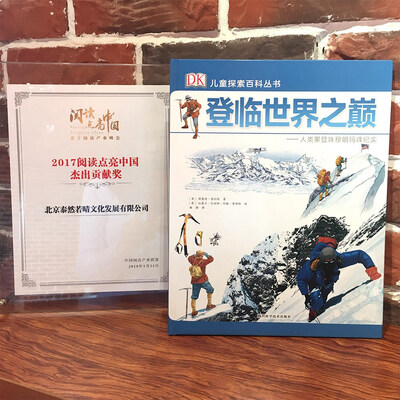 阅读
点亮中国
2017阅读点亮中国
杰出贡献奖
北京泰然若晴文化发展有限公司
DK
儿童探索百科丛书
登临世界之巅
——人类攀登珠穆朗玛峰纪实